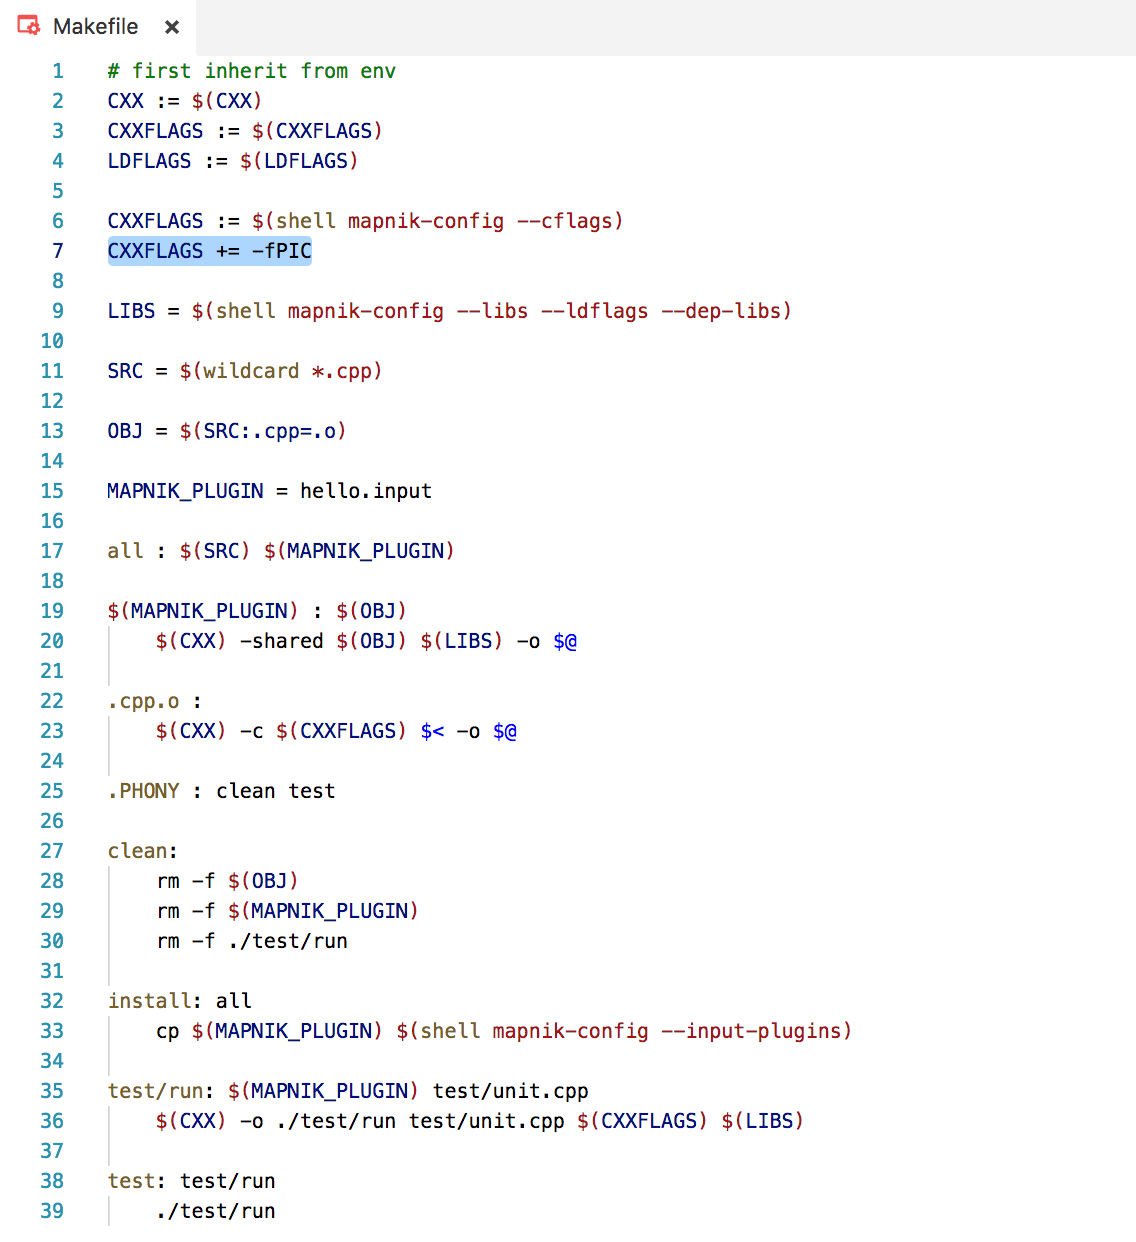 Makefile ×
1 # first inherit from env
2 CXX := $(CXX)
3 CXXFLAGS := $(CXXFLAGS)
4 LDFLAGS := $(LDFLAGS)
5
6 CXXFLAGS := $(shell mapnik-config --cflags)
7 CXXFLAGS += -fPIC
8
9 LIBS = $(shell mapnik-config --libs --ldflags --dep-libs)
10
11 SRC = $(wildcard *.cpp)
12
13 OBJ = $(SRC:.cpp=.o)
14
15 MAPNIK_PLUGIN = hello.input
16
17 all : $(SRC) $(MAPNIK_PLUGIN)
18
19 $(MAPNIK_PLUGIN) : $(OBJ)
20     $(CXX) -shared $(OBJ) $(LIBS) -o $@
21
22 .cpp.o :
23     $(CXX) -c $(CXXFLAGS) $< -o $@
24
25 .PHONY : clean test
26
27 clean:
28     rm -f $(OBJ)
29     rm -f $(MAPNIK_PLUGIN)
30     rm -f ./test/run
31
32 install: all
33     cp $(MAPNIK_PLUGIN) $(shell mapnik-config --input-plugins)
34
35 test/run: $(MAPNIK_PLUGIN) test/unit.cpp
36     $(CXX) -o ./test/run test/unit.cpp $(CXXFLAGS) $(LIBS)
37
38 test: test/run
39     ./test/run